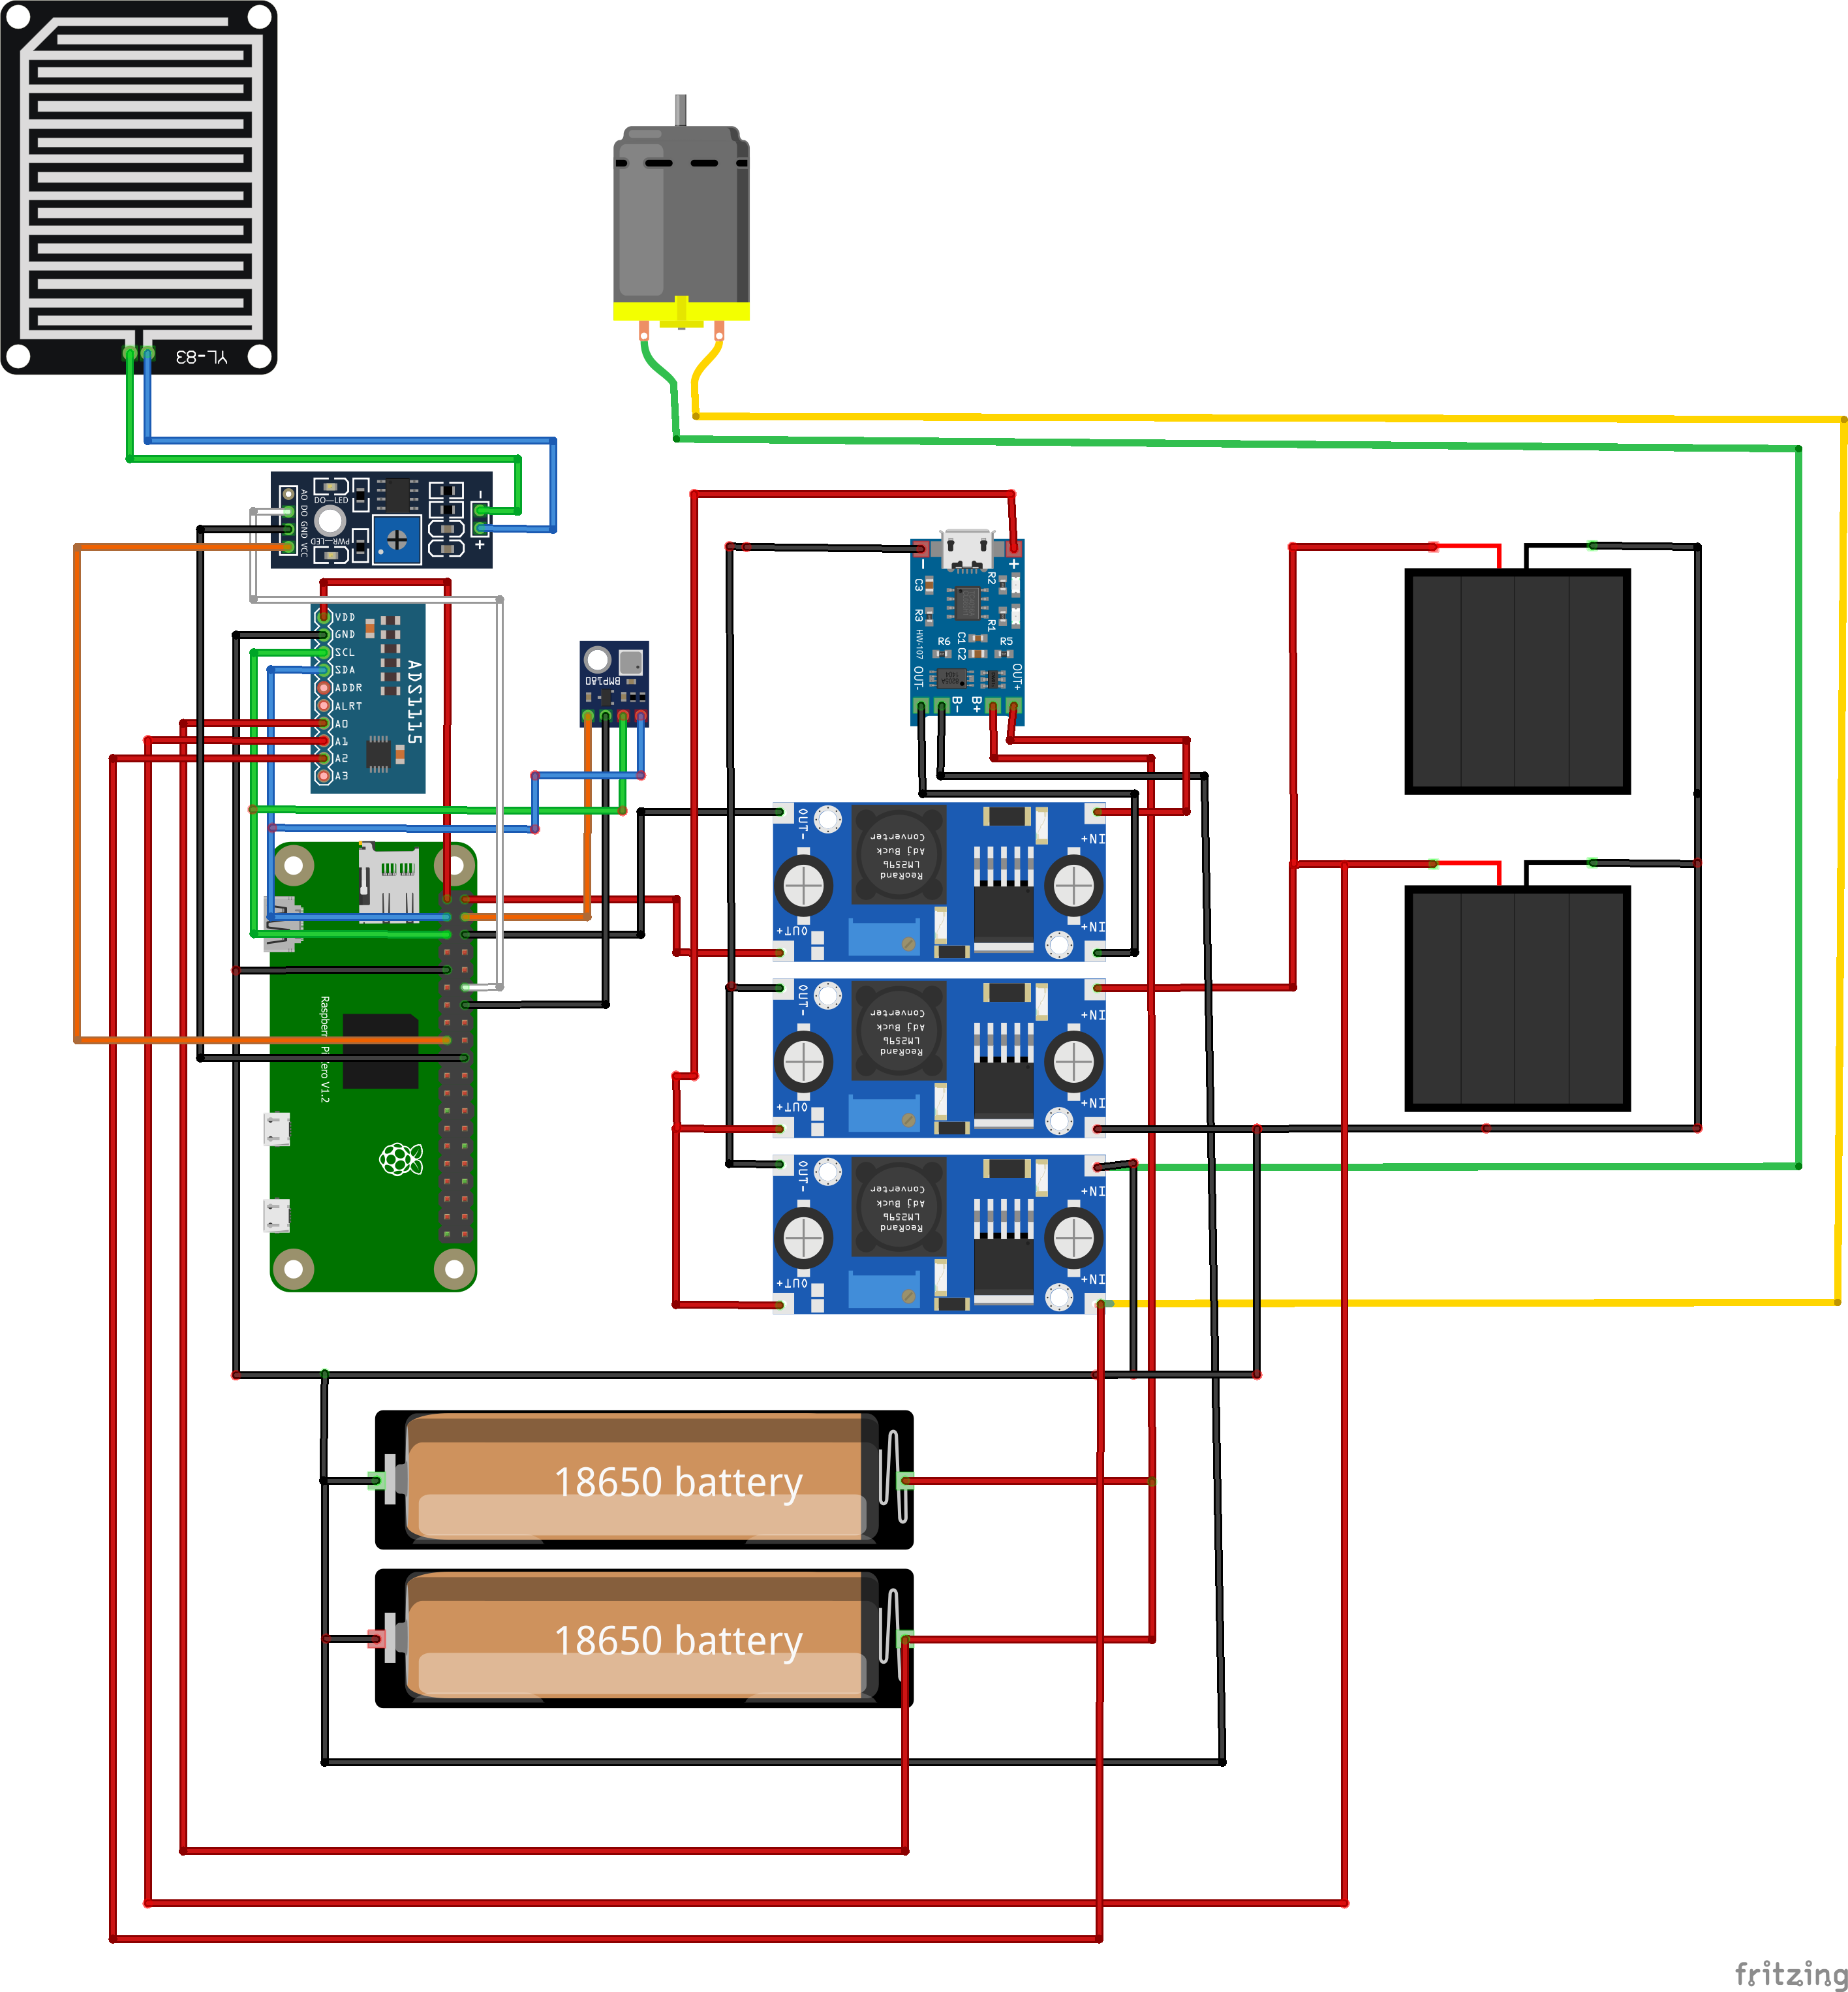 YL-83
AO
DO
GND
VCC
DO-LED
PWR-LED
-
+
VDD
GND
SCL
SDA
ADDR
ALRT
A0
A1
A2
A3
ADS1115
BMP180
-
+
C3
R2
R3
R1
HW-107
R6
C1
C2
R5
OUT-
B-
B+
OUT+
OUT-
OUT+
IN+
IN+
ReoRand
LM2596
Adj Buck
Converter
OUT-
OUT+
IN+
IN+
ReoRand
LM2596
Adj Buck
Converter
OUT-
OUT+
IN+
IN+
ReoRand
LM2596
Adj Buck
Converter
Raspberry Pi Zero V1.2
18650 battery
18650 battery
fritzing